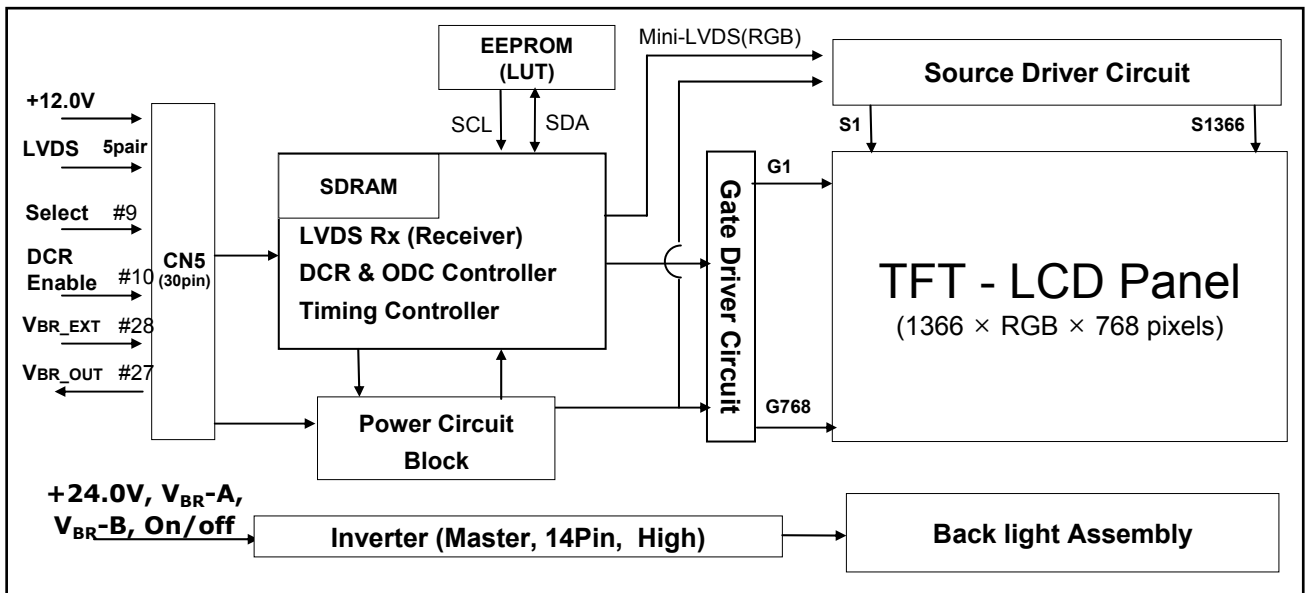 EEPROM
(LUT)
Mini-LVDS(RGB)
Source Driver Circuit
+12.0V
LVDS 5pair
Select #9
DCR
Enable #10
VBR_EXT #28
VBR_OUT #27
CN5
(30pin)
SCL
SDA
SDRAM
LVDS Rx (Receiver)
DCR & ODC Controller
Timing Controller
Power Circuit
Block
Gate Driver Circuit
S1
S1366
G1
G768
TFT - LCD Panel
(1366 × RGB × 768 pixels)
+24.0V, VBR-A,
VBR-B, On/off
Inverter (Master, 14Pin, High)
Back light Assembly